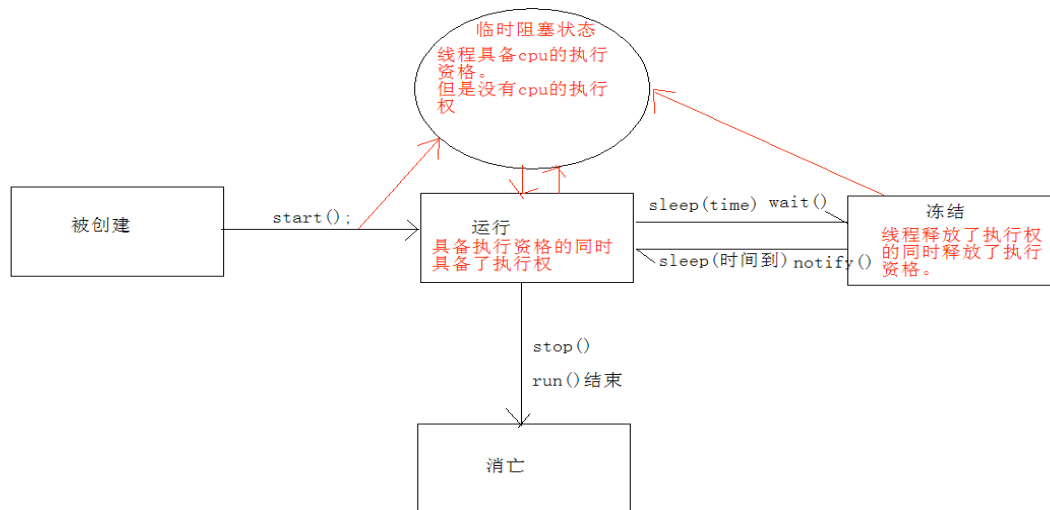 临时阻塞状态
线程具备cpu的执行
资格。
但是没有cpu的执行
权
被创建
start();
运行
具备执行资格的同时
具备了执行权
sleep(time) wait()
sleep(时间到) notify()
冻结
线程释放了执行权
的同时释放了执行
资格。
stop()
run()结束
消亡